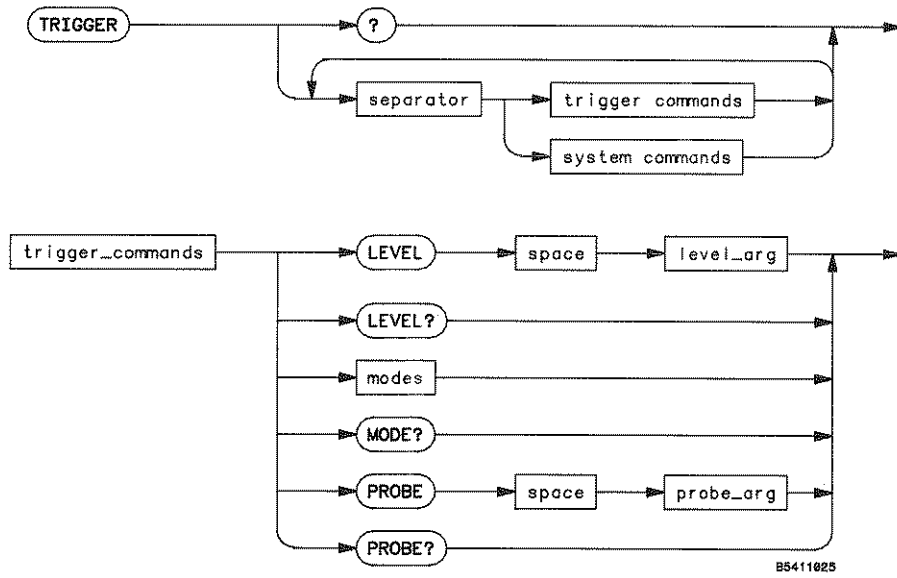 TRIGGER ?
separator trigger commands
system commands
trigger_commands LEVEL space level_arg
LEVEL?
modes
MODE?
PROBE space probe_arg
PROBE?
B5411025